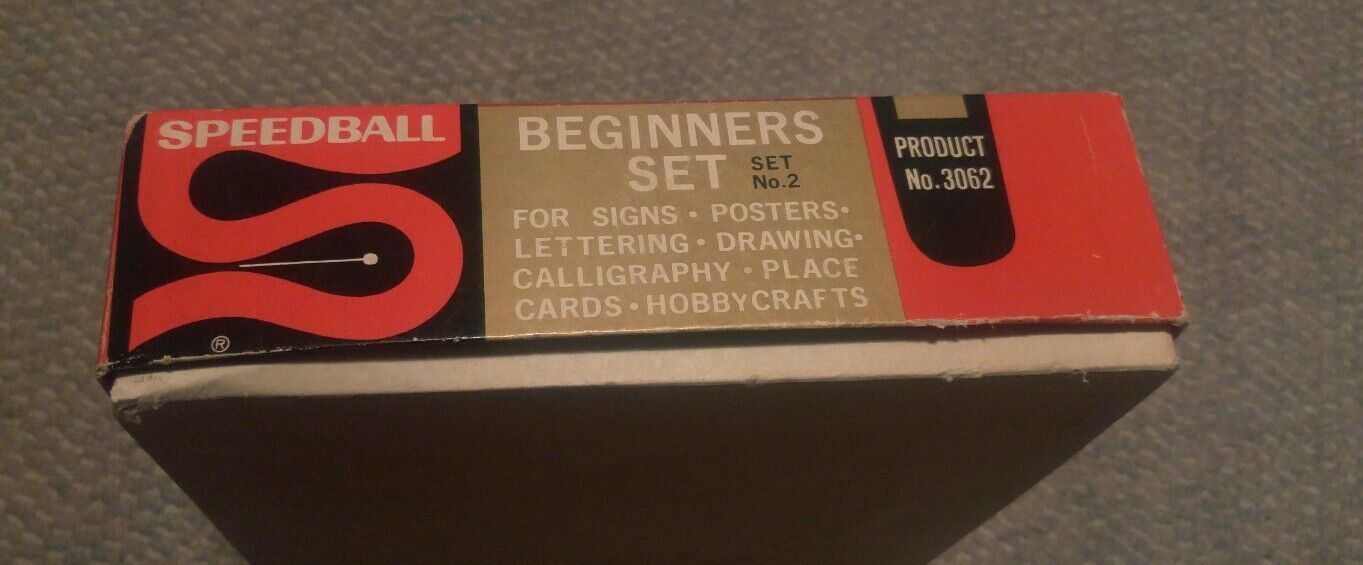 SPEEDBALL
®
BEGINNERS
SET SET No.2
FOR SIGNS • POSTERS•
LETTERING • DRAWING•
CALLIGRAPHY • PLACE
CARDS • HOBBYCRAFTS
PRODUCT
No.3062